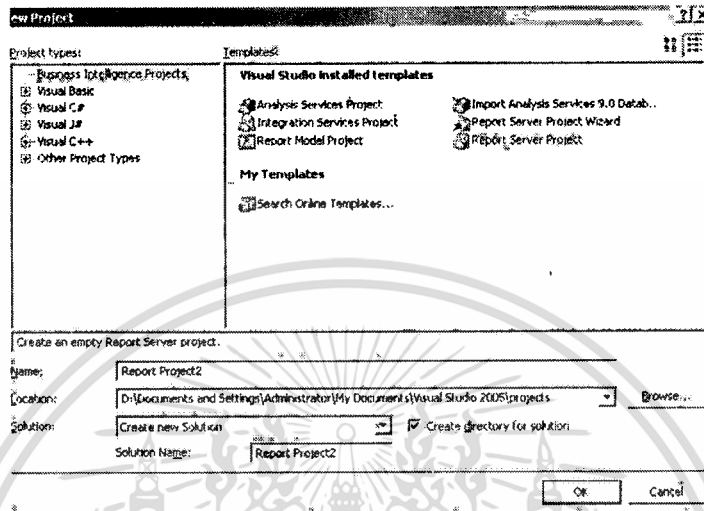 ew Project
Project types:
Templates:
Business Intelligence Projects
Visual Basic
Visual C#
Visual J#
Visual C++
Other Project Types
Visual Studio installed templates
Analysis Services Project
Integration Services Project
Report Model Project
Import Analysis Services 9.0 Datab...
Report Server Project Wizard
Report Server Project
My Templates
Search Online Templates...
Create an empty Report Server project.
Name:
Report Project2
Location:
D:\Documents and Settings\Administrator\My Documents\Visual Studio 2005\projects
Browse...
Solution:
Create new Solution
Create directory for solution
Solution Name:
Report Project2
OK
Cancel